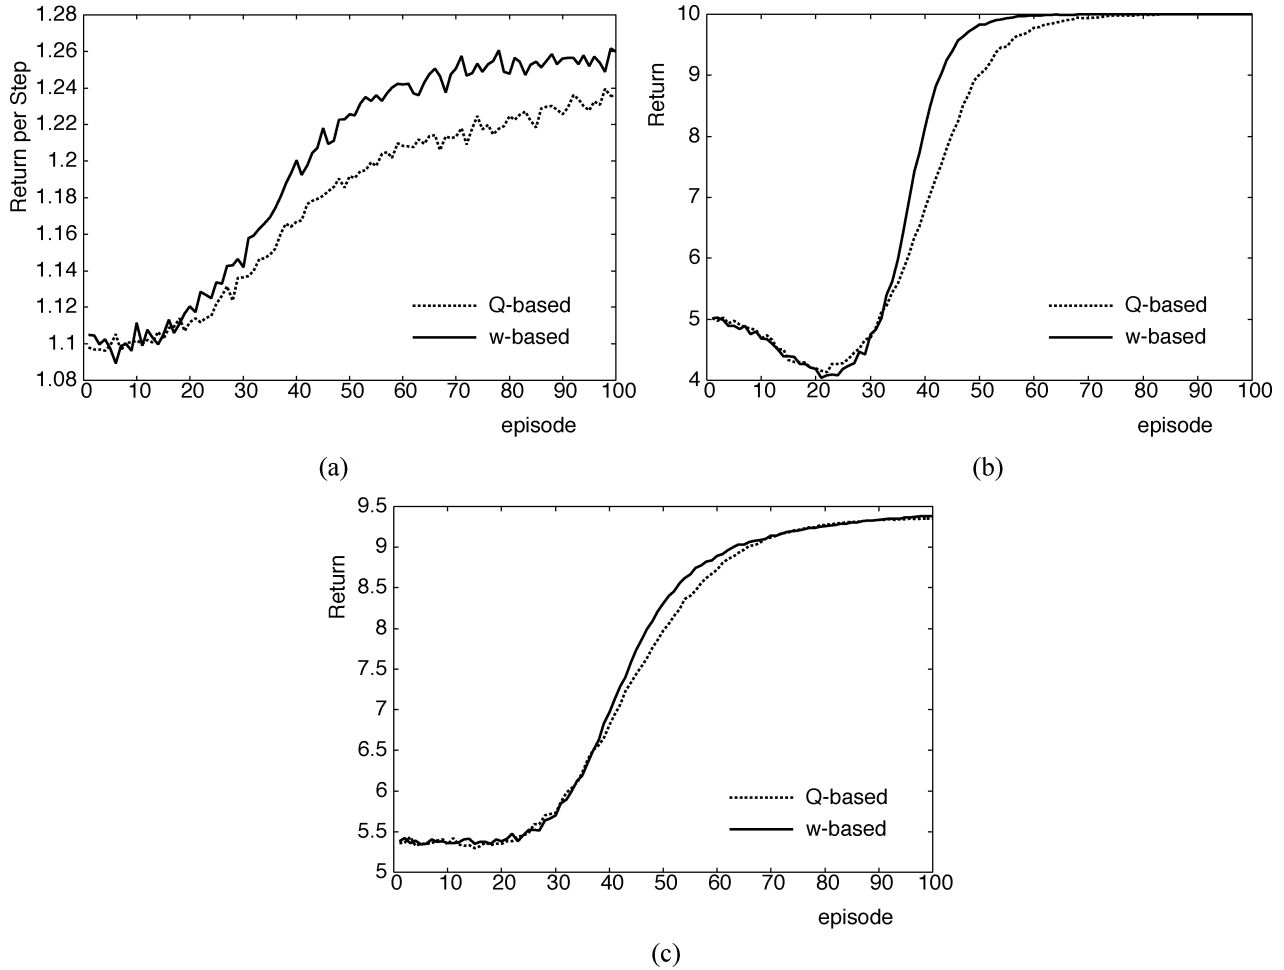 1.28
1.26
1.24
1.22
1.2
1.18
1.16
1.14
1.12
1.1
1.08
Return per Step
0 10 20 30 40 50 60 70 80 90 100
episode
Q-based
w-based
(a)
10
9
8
7
6
5
4
Return
0 10 20 30 40 50 60 70 80 90 100
episode
Q-based
w-based
(b)
9.5
9
8.5
8
7.5
7
6.5
6
5.5
5
Return
0 10 20 30 40 50 60 70 80 90 100
episode
Q-based
w-based
(c)